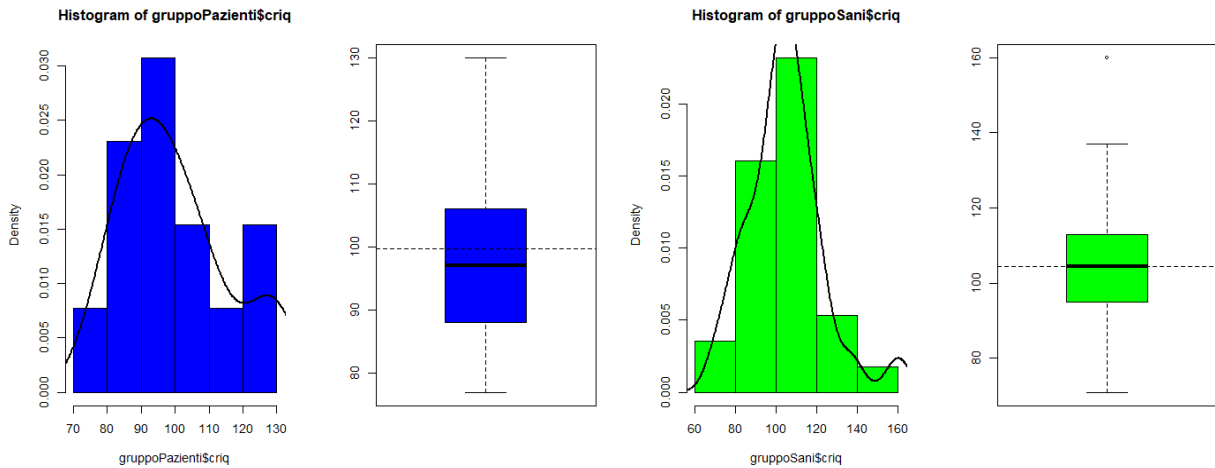 Histogram of gruppoPazienti$criq
Density
0.000 0.005 0.010 0.015 0.020 0.025 0.030
70 80 90 100 110 120 130
gruppoPazienti$criq
80 90 100 110 120 130
Histogram of gruppoSani$criq
Density
0.000 0.005 0.010 0.015 0.020
60 80 100 120 140 160
gruppoSani$criq
80 100 120 140 160